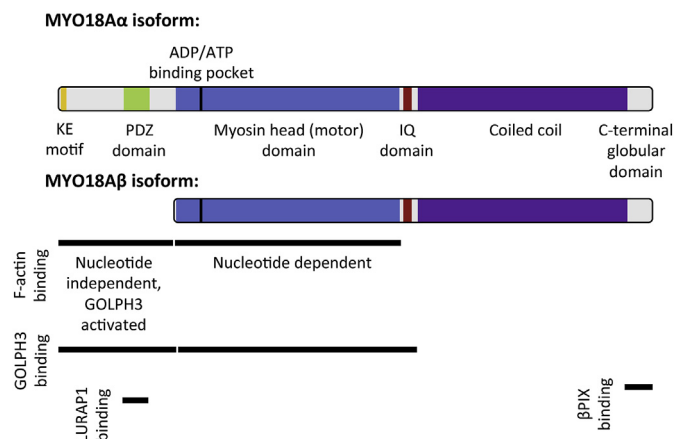 MYO18Aα isoform:
ADP/ATP
binding pocket
KE
motif
PDZ
domain
Myosin head (motor)
domain
IQ
domain
Coiled coil
C-terminal
globular
domain
MYO18Aβ isoform:
F-actin
binding
Nucleotide
independent,
GOLPH3
activated
Nucleotide dependent
GOLPH3
binding
LURAP1
binding
βPIX
binding